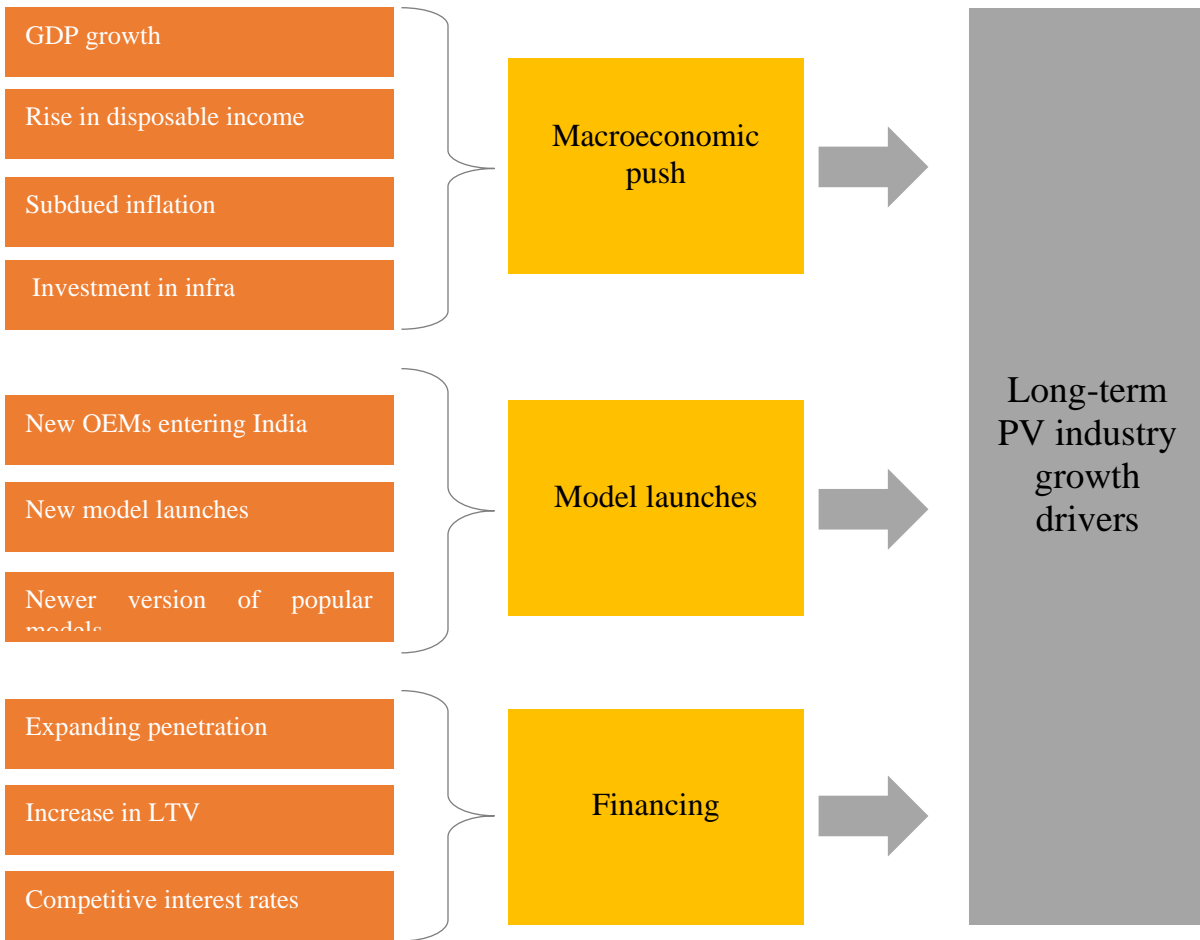 GDP growth
Rise in disposable income
Subdued inflation
Investment in infra
Macroeconomic
push
New OEMs entering India
New model launches
Newer version of popular
models
Model launches
Expanding penetration
Increase in LTV
Competitive interest rates
Financing
Long-term
PV industry
growth
drivers